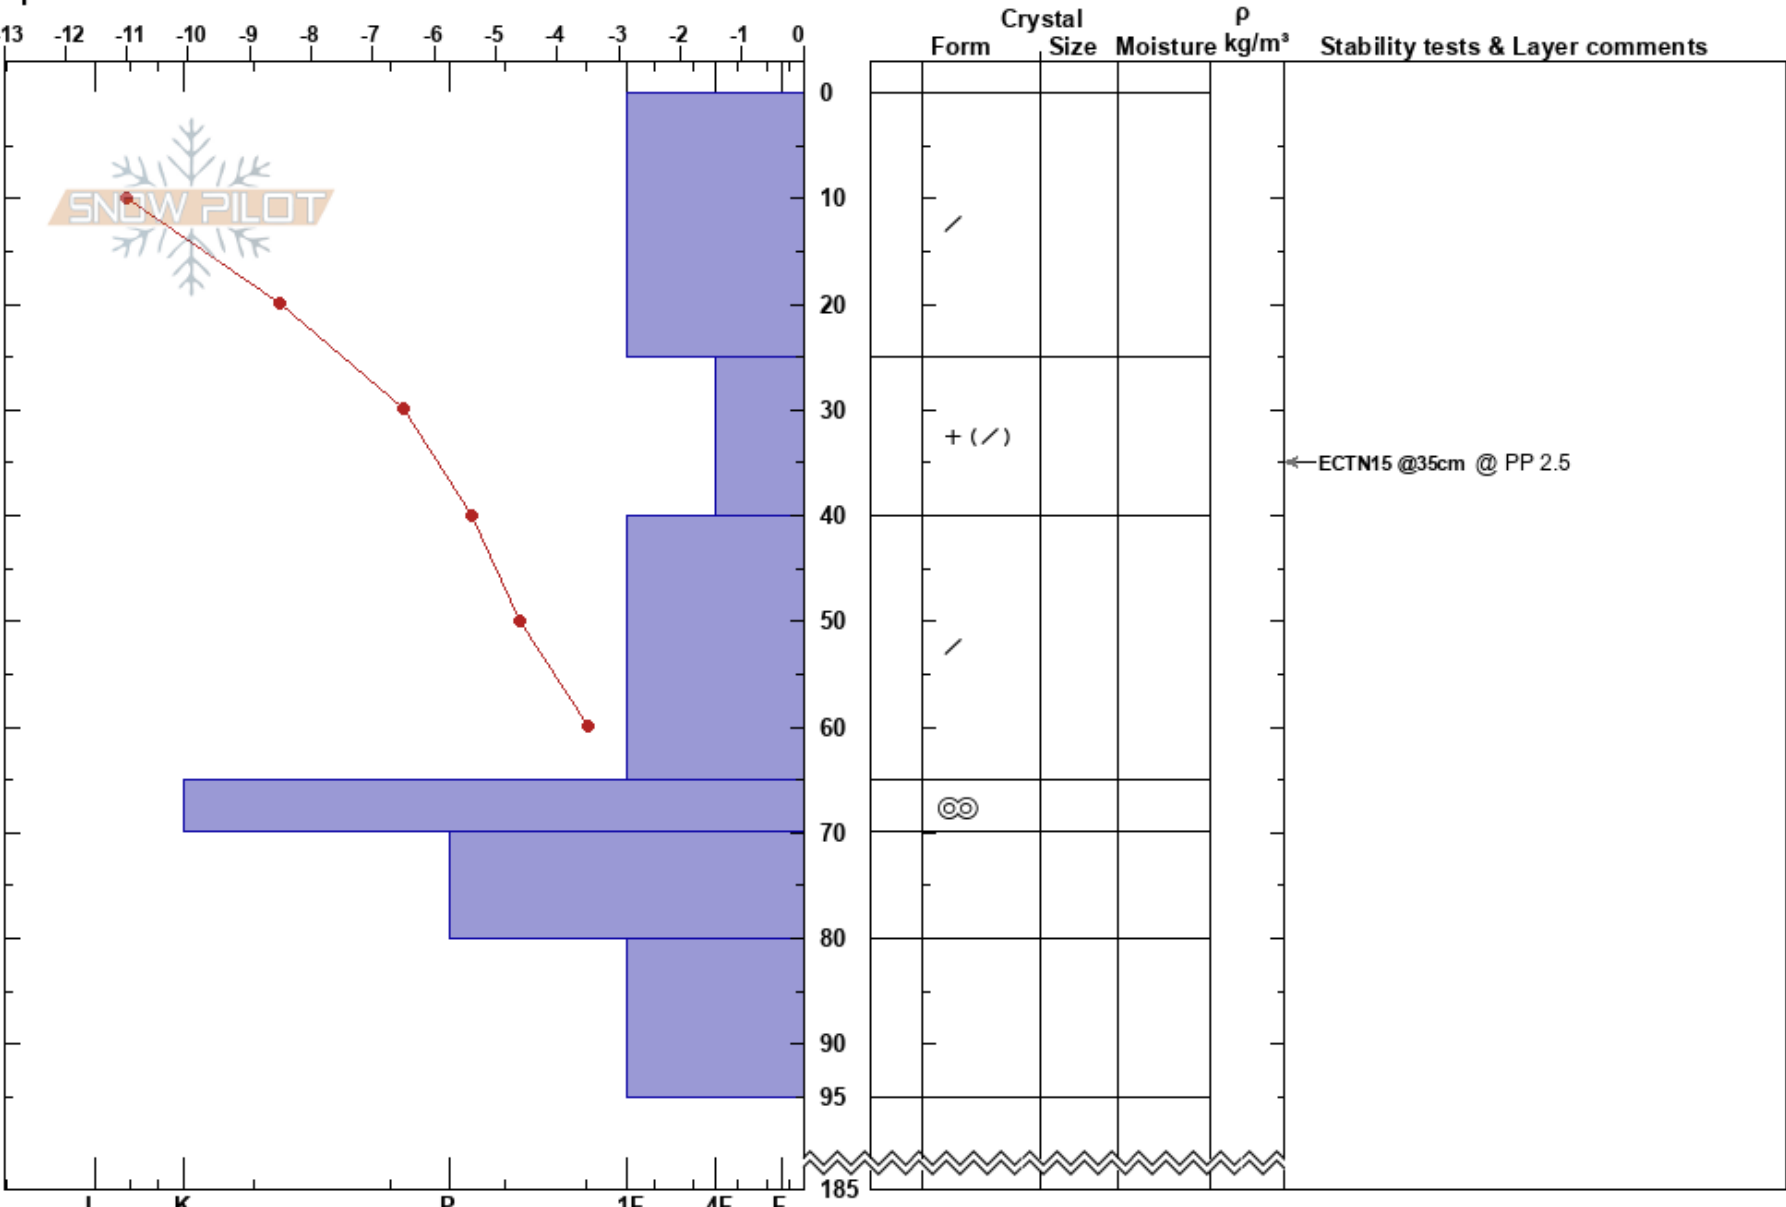 Crystal ρ
-13 -12 -11 -10 -9 -8 -7 -6 -5 -4 -3 -2 -1 0
Form Size Moisture kg/m³ Stability tests & Layer comments
0
SNOW PILOT
10
/
20
30
+ (/)
ECTN15 @35cm @ PP 2.5
40
50
/
60
70
80
90
95
185
I K P 1F 4F F